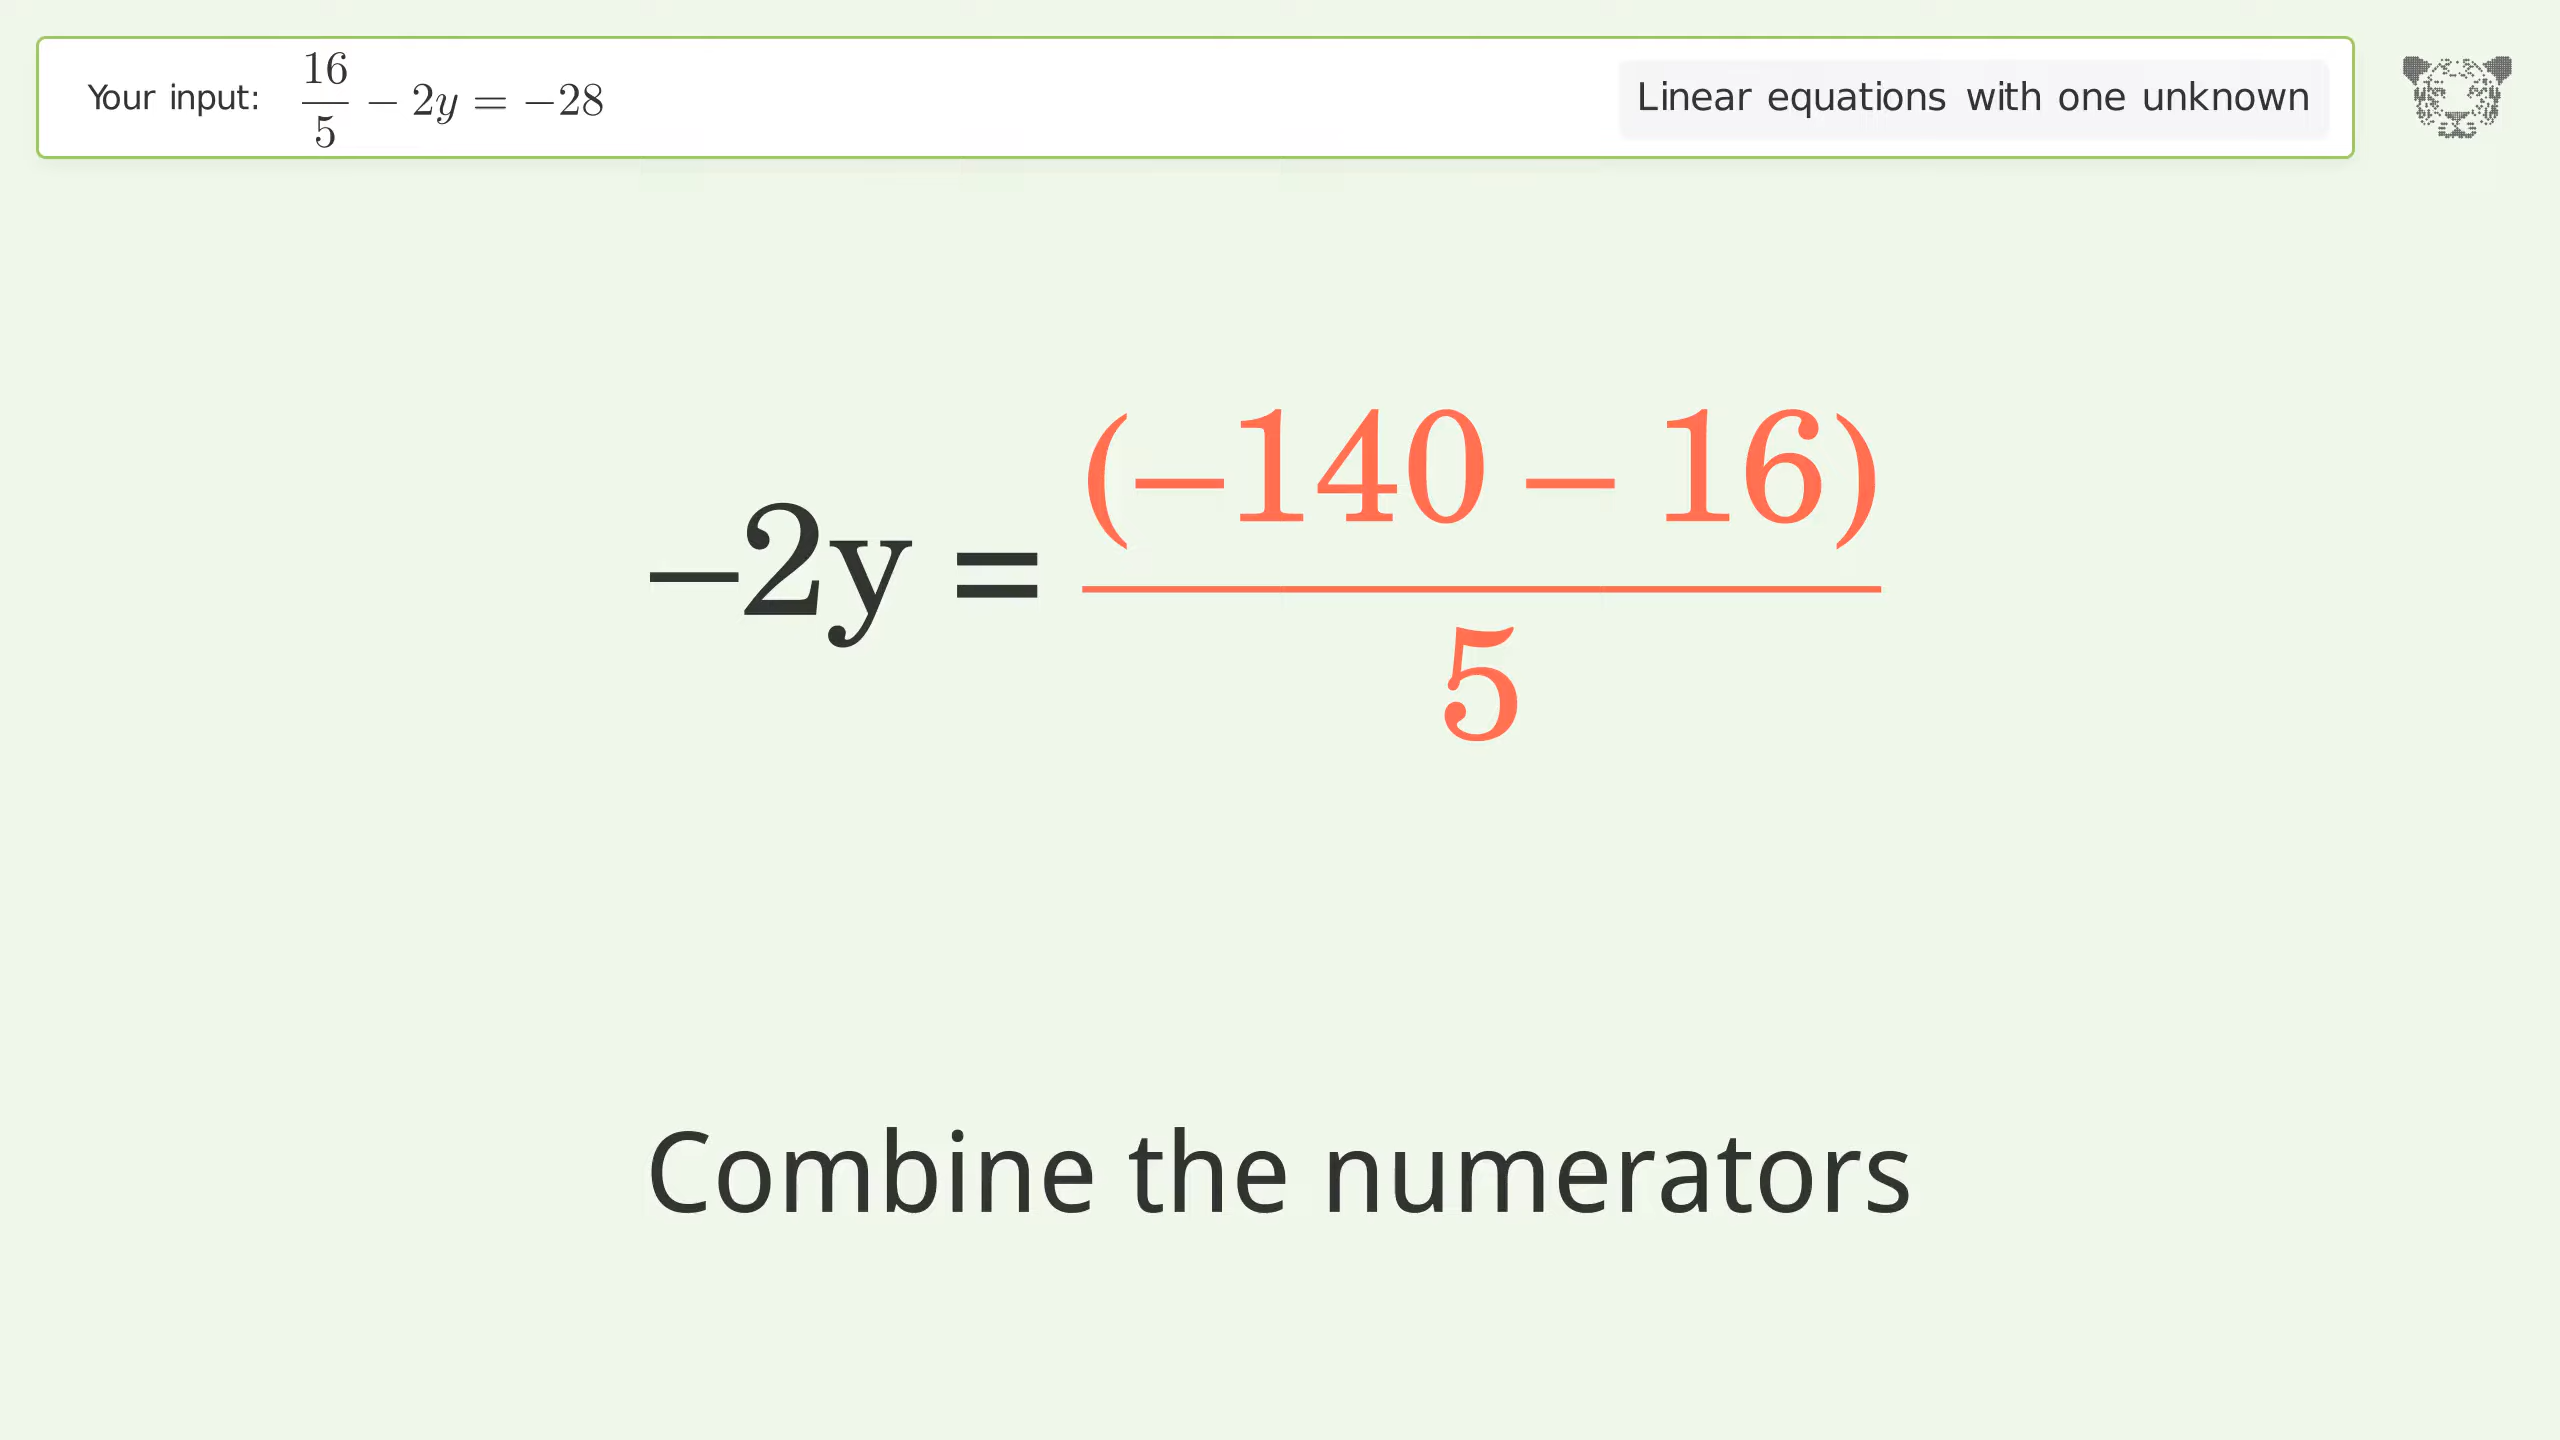 Your input: 16/5 − 2y = −28
Linear equations with one unknown
−2y = (−140 − 16)/5
Combine the numerators